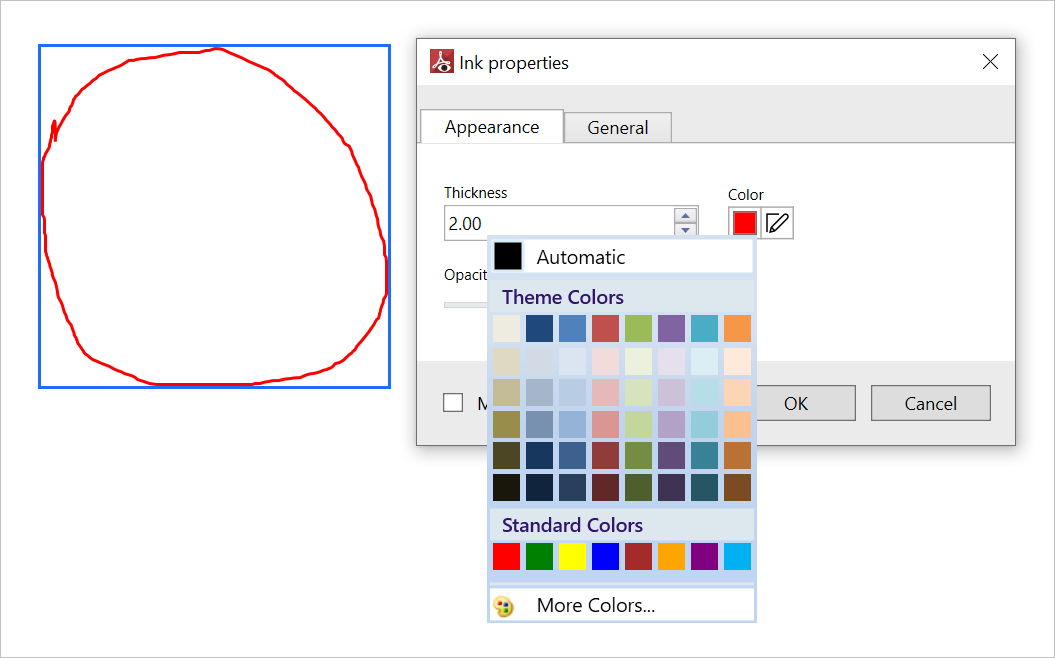 Ink properties
Appearance
General
Thickness
Color
2.00
Automatic
Opacit
Theme Colors
M
OK
Cancel
Standard Colors
More Colors...